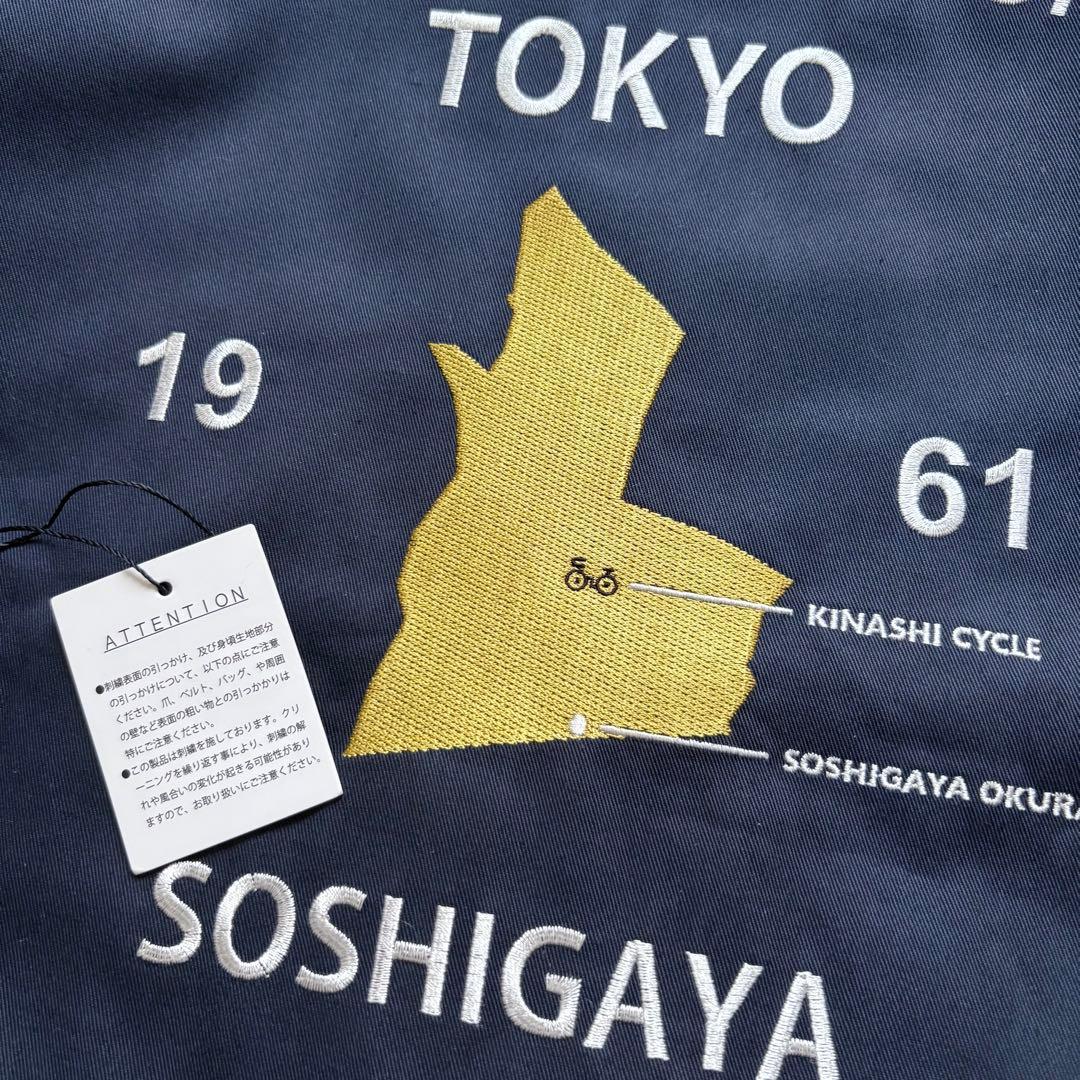 TOKYO
19
61
KINASHI CYCLE
SOSHIGAYA OKURA
ATTENTION
●刺繍表面の引っかけ、及び身頃生地部分
の引っかけについて、以下の点にご注意
ください。爪、ベルト、バッグ、や周囲
の壁など表面の粗い物との引っかかりは
特にご注意ください。
●この製品は刺繍を施しております。クリ
ーニングを繰り返す事により、刺繍の解
れや風合いの変化が起きる可能性があり
ますので、お取り扱いにご注意ください。
SOSHIGAYA